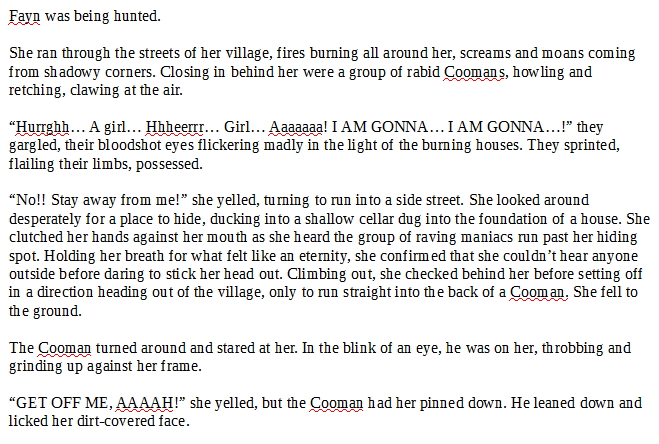 Fayn was being hunted.
She ran through the streets of her village, fires burning all around her, screams and moans coming
from shadowy corners. Closing in behind her were a group of rabid Coomans, howling and
retching, clawing at the air.
“Hurrghh… A girl… Hhheerrr… Girl… Aaaaaaa! I AM GONNA… I AM GONNA…!” they
gargled, their bloodshot eyes flickering madly in the light of the burning houses. They sprinted,
flailing their limbs, possessed.
“No!! Stay away from me!” she yelled, turning to run into a side street. She looked around
desperately for a place to hide, ducking into a shallow cellar dug into the foundation of a house. She
clutched her hands against her mouth as she heard the group of raving maniacs run past her hiding
spot. Holding her breath for what felt like an eternity, she confirmed that she couldn’t hear anyone
outside before daring to stick her head out. Climbing out, she checked behind her before setting off
in a direction heading out of the village, only to run straight into the back of a Cooman. She fell to
the ground.
The Cooman turned around and stared at her. In the blink of an eye, he was on her, throbbing and
grinding up against her frame.
“GET OFF ME, AAAAH!” she yelled, but the Cooman had her pinned down. He leaned down and
licked her dirt-covered face.